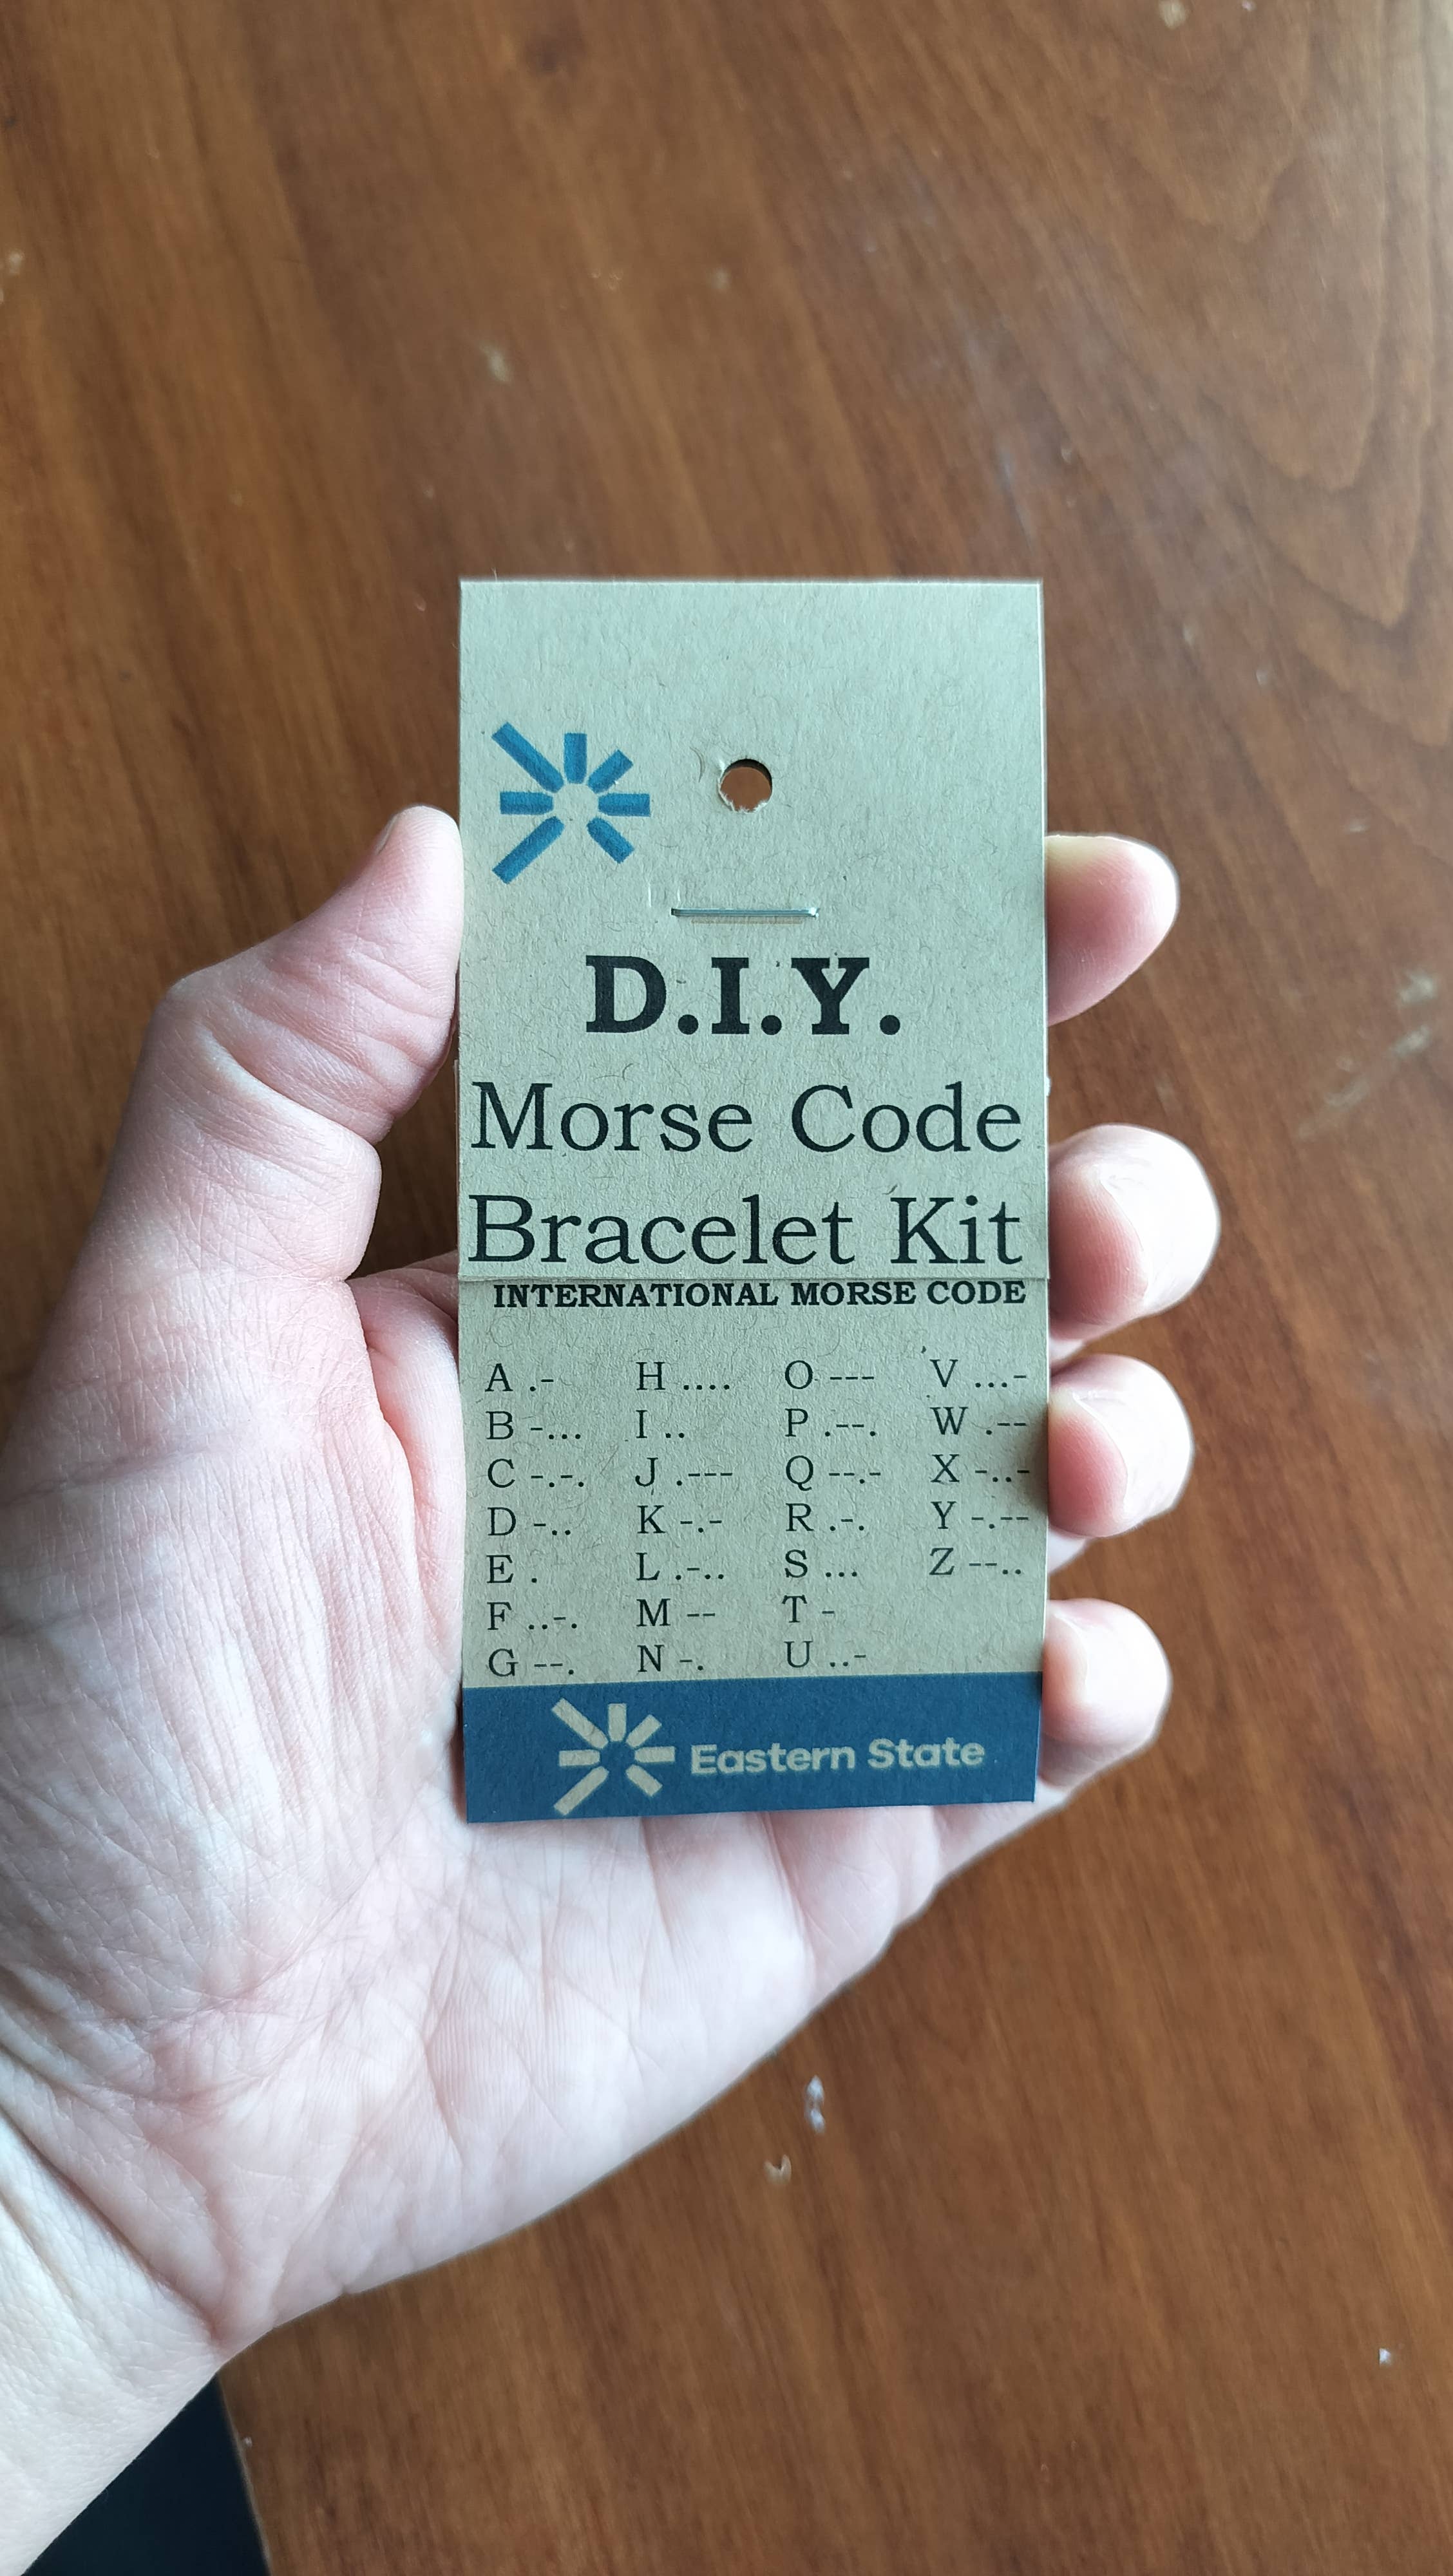 D.I.Y.
Morse Code
Bracelet Kit
INTERNATIONAL MORSE CODE
A .- H .... O --- V ...-
B -... I .. P .--. W .--
C -.-. J .--- Q --.- X -..-
D -.. K -.- R .-. Y -.--
E . L .-.. S ... Z --..
F ..-. M -- T -
G --. N -. U ..-
Eastern State